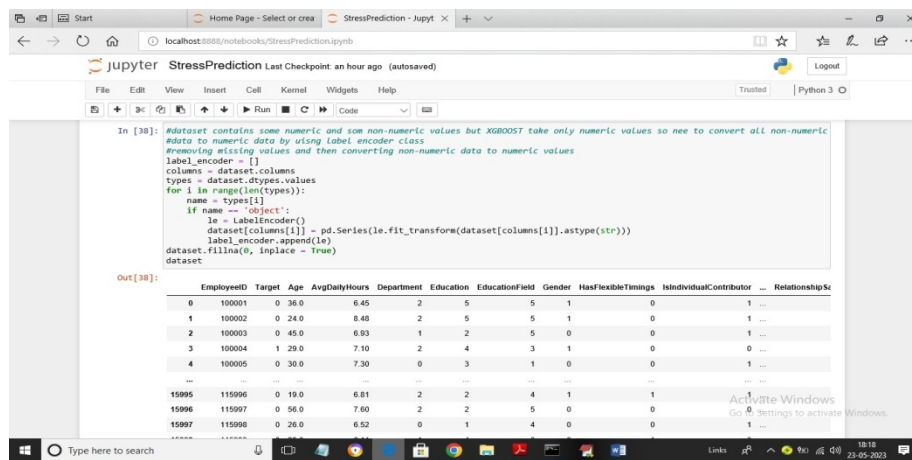 Start
Home Page - Select or crea
StressPrediction - Jupyt
localhost:8888/notebooks/StressPrediction.ipynb
jupyter StressPrediction Last Checkpoint: an hour ago (autosaved)
Logout
File Edit View Insert Cell Kernel Widgets Help
Trusted Python 3
Run Code
In [38]: #dataset contains some numeric and som non-numeric values but XGBOOST take only numeric values so nee to convert all non-numeric
#data to numeric data by uisng label encoder class
#removing missing values and then converting non-numeric data to numeric values
label_encoder = []
columns = dataset.columns
types = dataset.dtypes.values
for i in range(len(types)):
name = types[i]
if name == 'object':
le = LabelEncoder()
dataset[columns[i]] = pd.Series(le.fit_transform(dataset[columns[i]].astype(str)))
label_encoder.append(le)
dataset.fillna(0, inplace = True)
dataset
Out[38]:
EmployeeID Target Age AvgDailyHours Department Education EducationField Gender HasFlexibleTimings IsIndividualContributor ... RelationshipSa
0 100001 0 36.0 6.45 2 5 5 1 0 1 ...
1 100002 0 24.0 8.48 2 5 5 1 0 1 ...
2 100003 0 45.0 6.93 1 2 5 0 0 1 ...
3 100004 1 29.0 7.10 2 4 3 1 0 0 ...
4 100005 0 30.0 7.30 0 3 1 0 0 1 ...
... ... ... ... ... ... ... ... ... ... ... ...
15995 115996 0 19.0 6.81 2 2 4 1 1 1 ...
15996 115997 0 56.0 7.60 2 2 5 0 0 0 ...
15997 115998 0 26.0 6.52 0 1 4 0 0 1 ...
Activate Windows
Go to Settings to activate Windows.
Type here to search
Links
18:18
23-05-2023